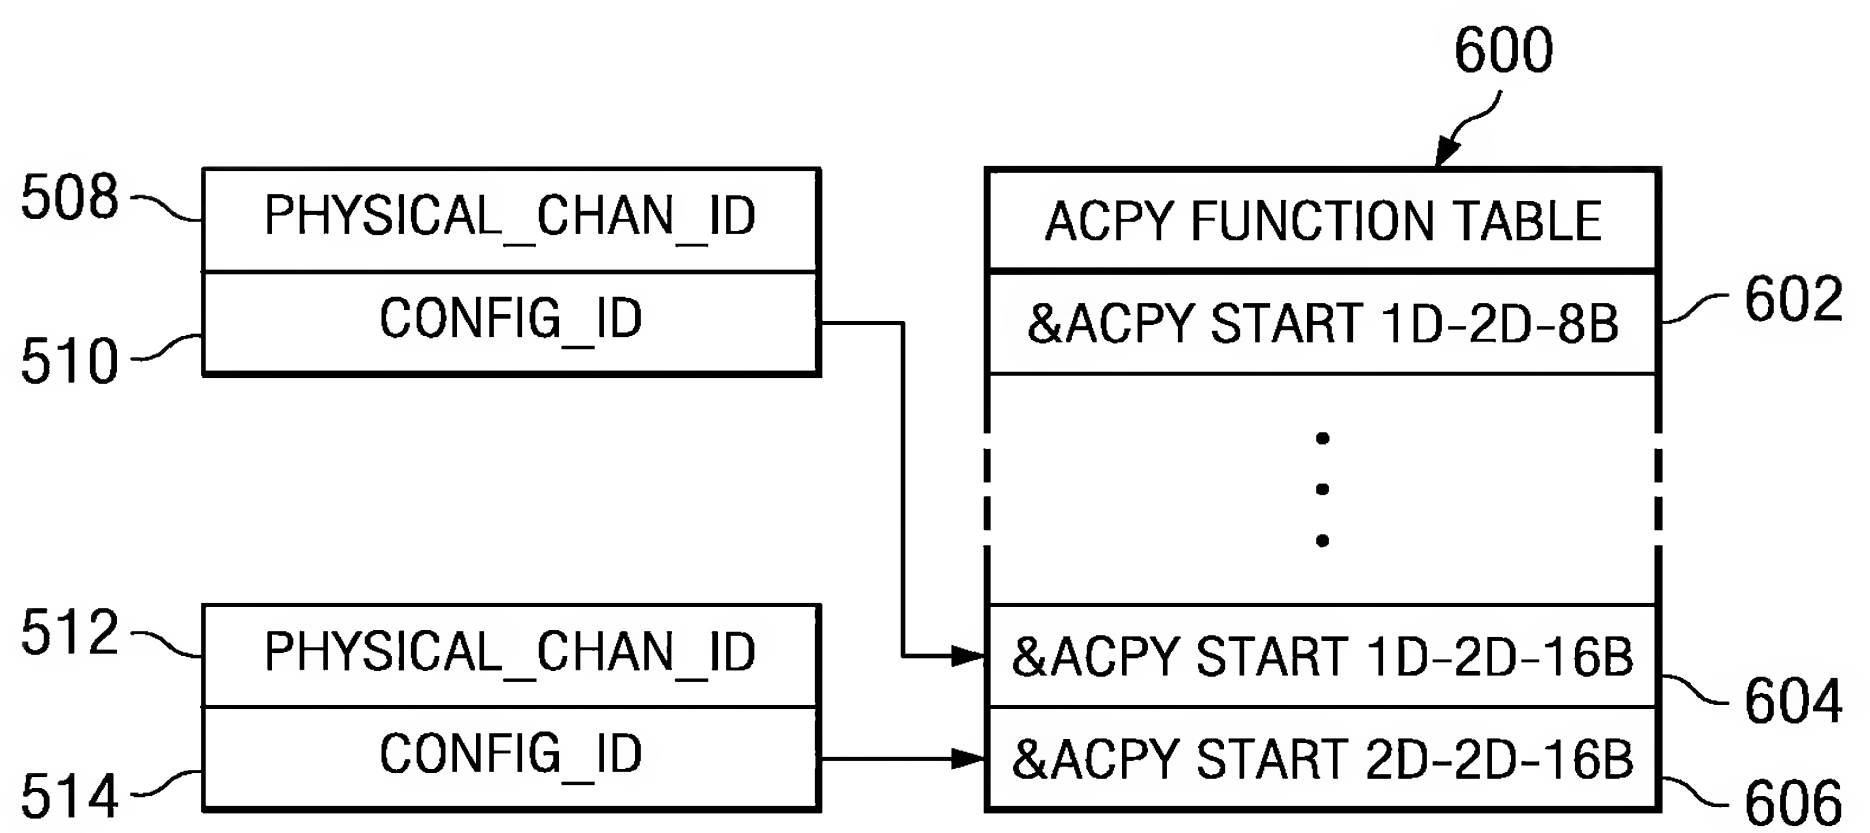 600
508
PHYSICAL_CHAN_ID
ACPY FUNCTION TABLE
510
CONFIG_ID
&ACPY START 1D-2D-8B
602
512
PHYSICAL_CHAN_ID
&ACPY START 1D-2D-16B
604
514
CONFIG_ID
&ACPY START 2D-2D-16B
606